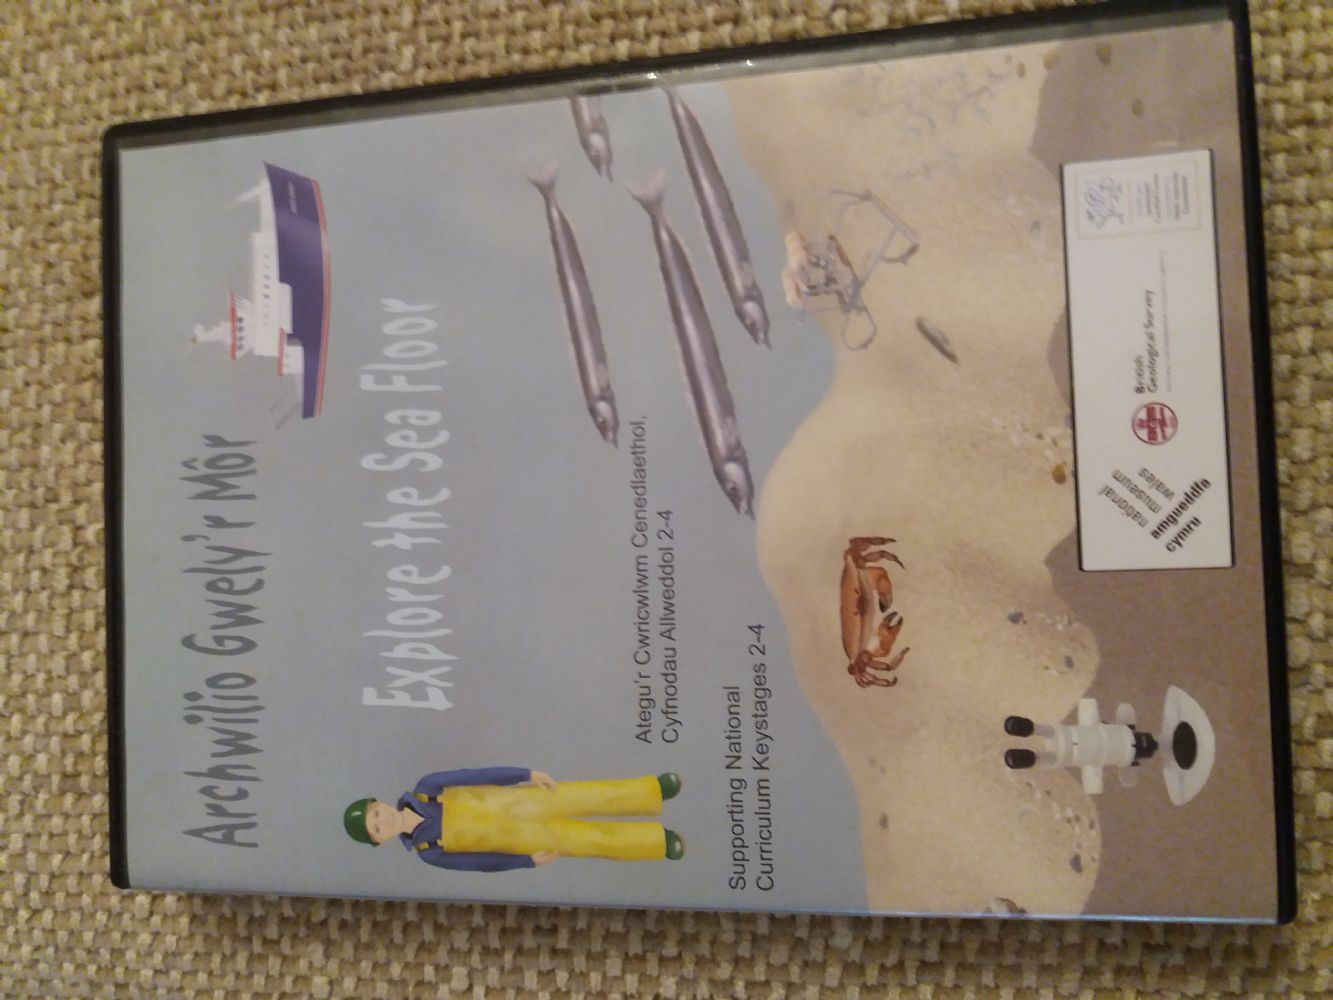 Archwilio Gwely'r Môr
Explore the Sea Floor
Ategu'r Cwricwlwm Cenedlaethol,
Cyfnodau Allweddol 2-4
Supporting National
Curriculum Keystages 2-4
national
museum
wales
amgueddfa
cymru
British
Geological Survey